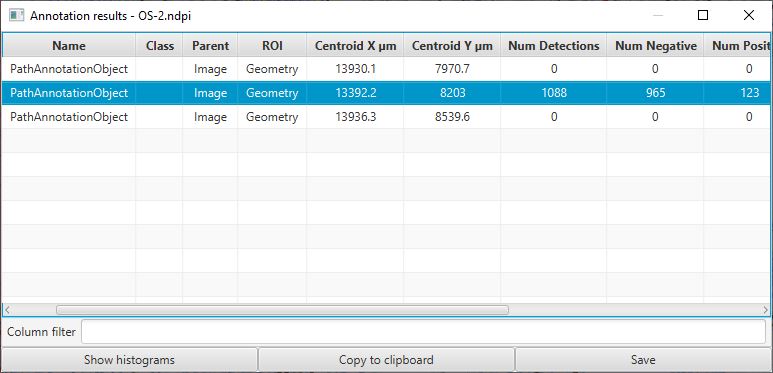 Annotation results - OS-2.ndpi
Name Class Parent ROI Centroid X µm Centroid Y µm Num Detections Num Negative Num Posit
PathAnnotationObject Image Geometry 13930.1 7970.7 0 0 0
PathAnnotationObject Image Geometry 13392.2 8203 1088 965 123
PathAnnotationObject Image Geometry 13936.3 8539.6 0 0 0
Column filter
Show histograms Copy to clipboard Save